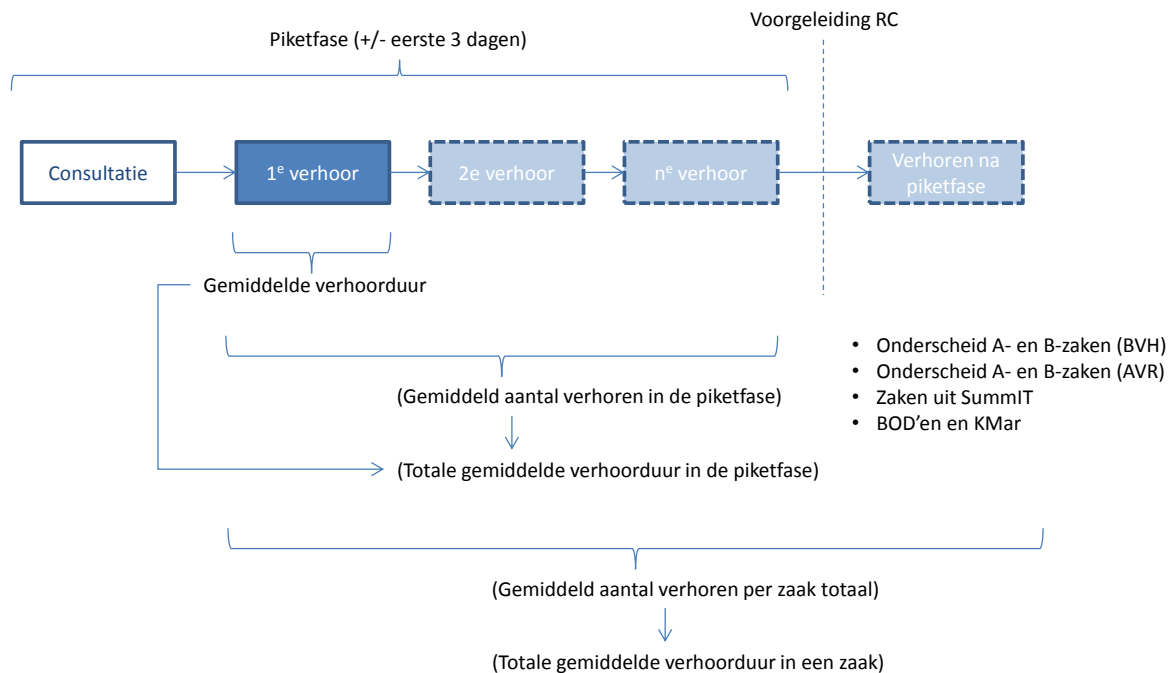 Voorgeleiding RC
Piketfase (+/- eerste 3 dagen)
Consultatie
1e verhoor
2e verhoor
ne verhoor
Verhoren na
piketfase
Gemiddelde verhoorduur
• Onderscheid A- en B-zaken (BVH)
• Onderscheid A- en B-zaken (AVR)
• Zaken uit SummIT
• BOD’en en KMar
(Gemiddeld aantal verhoren in de piketfase)
(Totale gemiddelde verhoorduur in de piketfase)
(Gemiddeld aantal verhoren per zaak totaal)
(Totale gemiddelde verhoorduur in een zaak)